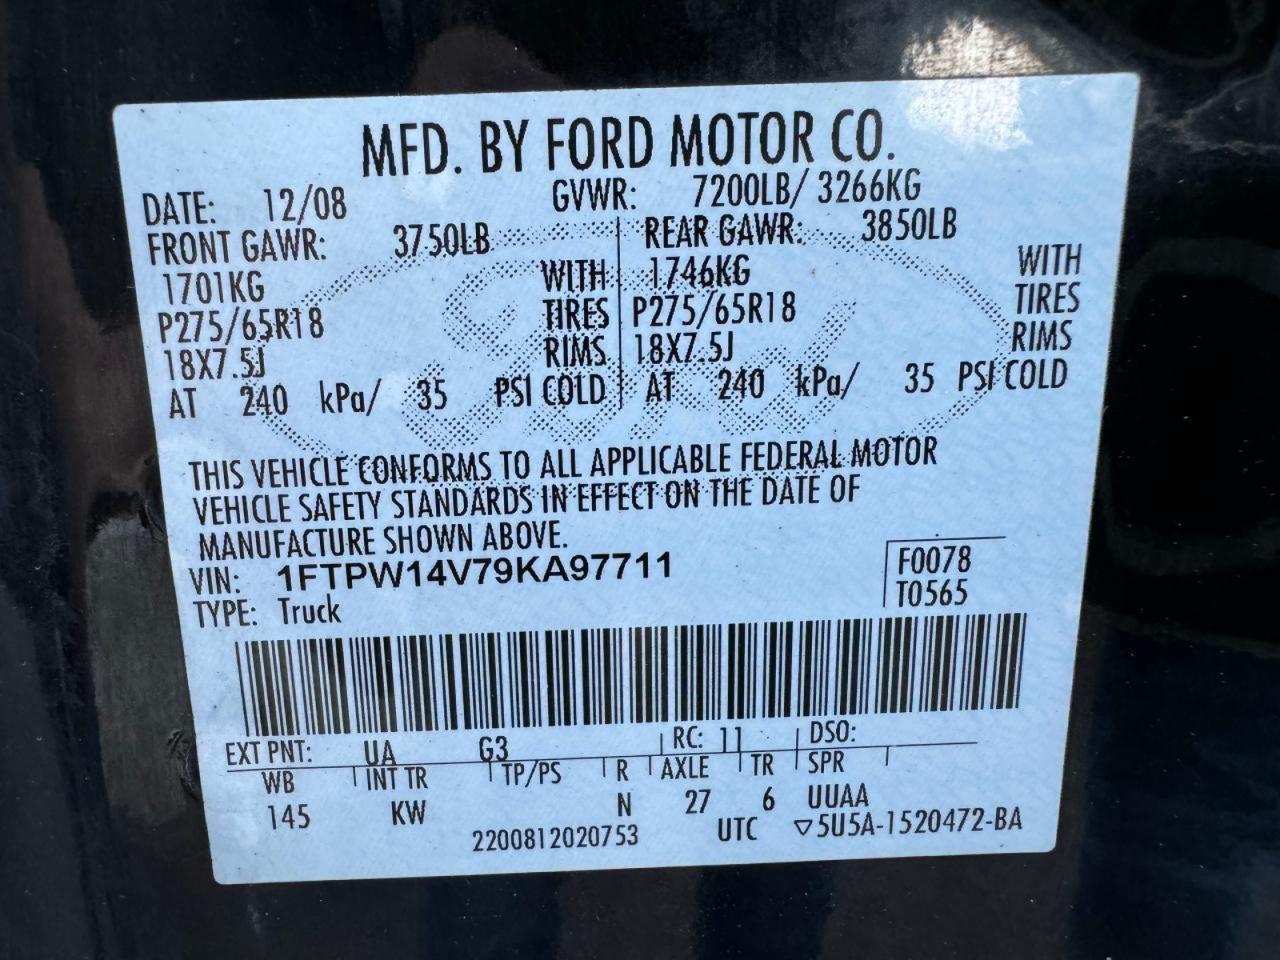 MFD. BY FORD MOTOR CO.
DATE: 12/08 GVWR: 7200LB/ 3266KG
FRONT GAWR: 3750LB REAR GAWR: 3850LB
1701KG WITH 1746KG WITH
P275/65R18 TIRES P275/65R18 TIRES
18X7.5J RIMS 18X7.5J RIMS
AT 240 kPa/ 35 PSI COLD AT 240 kPa/ 35 PSI COLD
THIS VEHICLE CONFORMS TO ALL APPLICABLE FEDERAL MOTOR
VEHICLE SAFETY STANDARDS IN EFFECT ON THE DATE OF
MANUFACTURE SHOWN ABOVE.
VIN: 1FTPW14V79KA97711 F0078
TYPE: Truck T0565
EXT PNT: UA G3 RC: 11 DSO:
WB INT TR TP/PS R AXLE TR SPR
145 KW N 27 6 UUAA
2200812020753 UTC ▽5U5A-1520472-BA